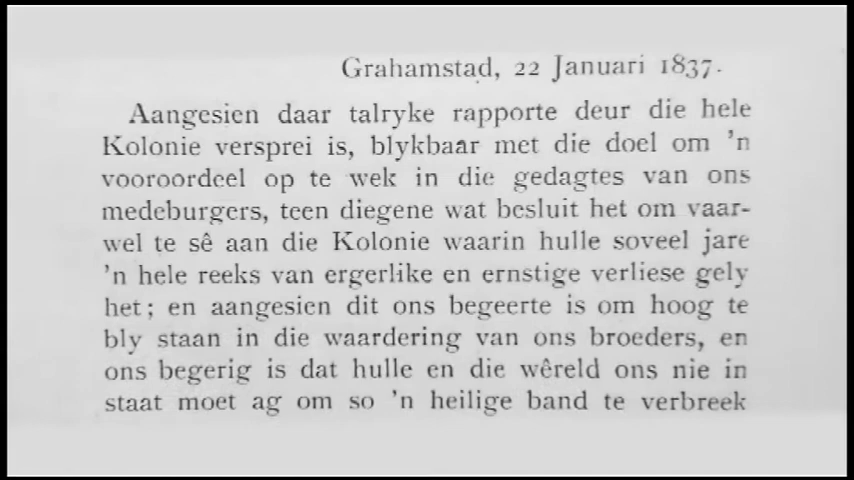 Grahamstad, 22 Januari 1837.
Aangesien daar talryke rapporte deur die hele
Kolonie versprei is, blykbaar met die doel om 'n
vooroordeel op te wek in die gedagtes van ons
medeburgers, teen diegene wat besluit het om vaar-
wel te sê aan die Kolonie waarin hulle soveel jare
'n hele reeks van ergerlike en ernstige verliese gely
het; en aangesien dit ons begeerte is om hoog te
bly staan in die waardering van ons broeders, en
ons begerig is dat hulle en die wêreld ons nie in
staat moet ag om so 'n heilige band te verbreek